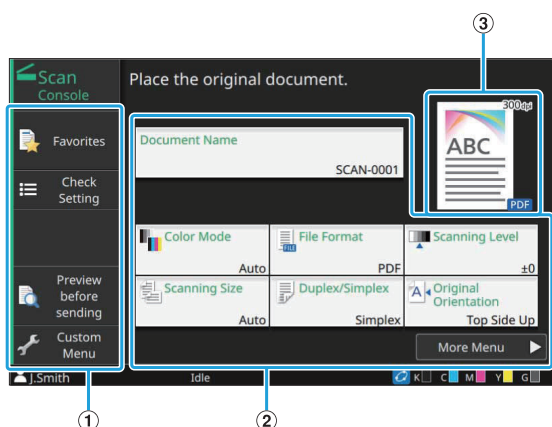 ③
Scan
Console
Place the original document.
300dpi
ABC
PDF
Favorites
Document Name
SCAN-0001
Check
Setting
Color Mode
Auto
File Format
FILE
PDF
Scanning Level
±0
Preview
before
sending
Scanning Size
Auto
Duplex/Simplex
Simplex
A
Original
Orientation
Top Side Up
Custom
Menu
More Menu
J.Smith
Idle
K C M Y G
① ②